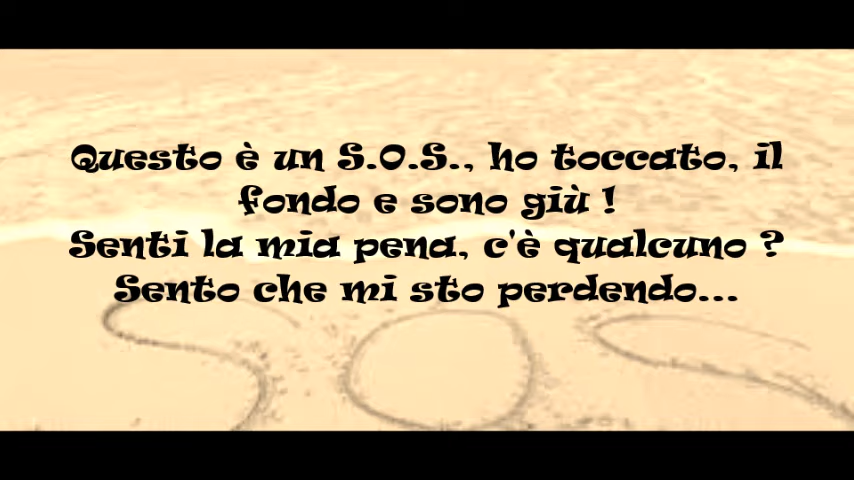 Questo è un S.O.S., ho toccato, il
fondo e sono giù !
Senti la mia pena, c'è qualcuno ?
Sento che mi sto perdendo...
SOS